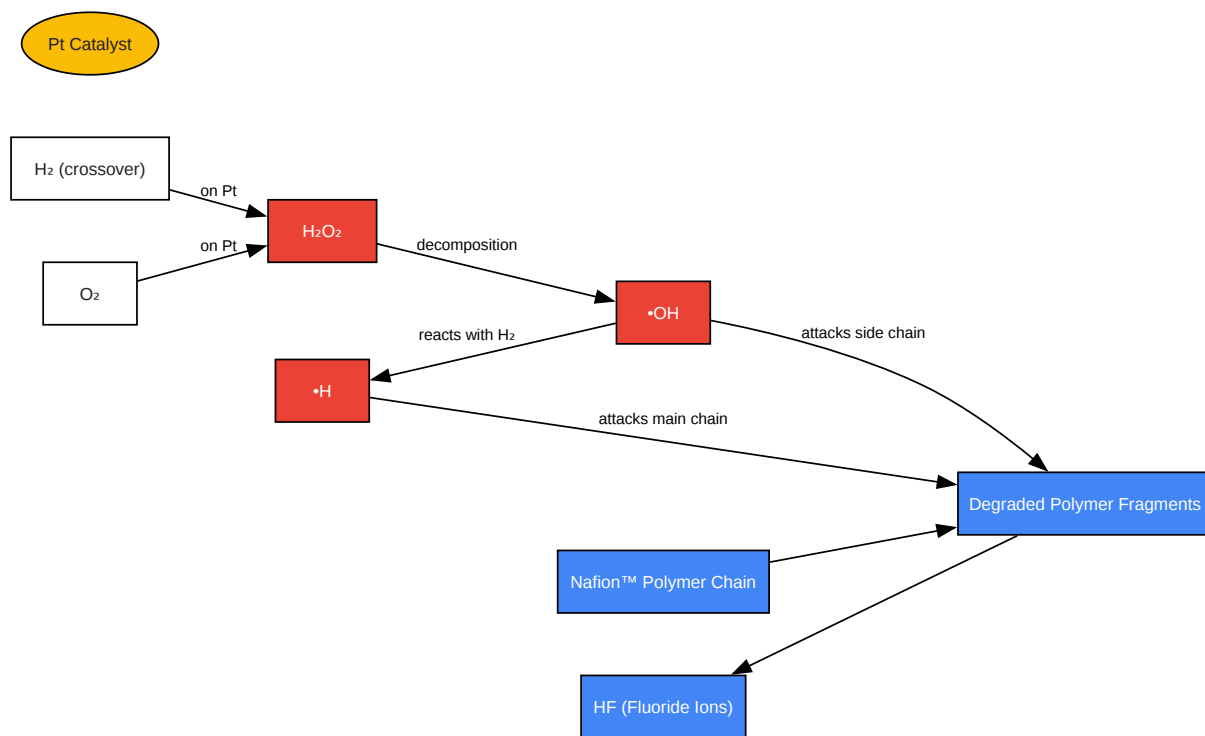 Pt Catalyst
H₂ (crossover)
on Pt
H₂O₂
on Pt
decomposition
O₂
•OH
reacts with H₂
attacks side chain
•H
attacks main chain
Degraded Polymer Fragments
Nafion™ Polymer Chain
HF (Fluoride Ions)